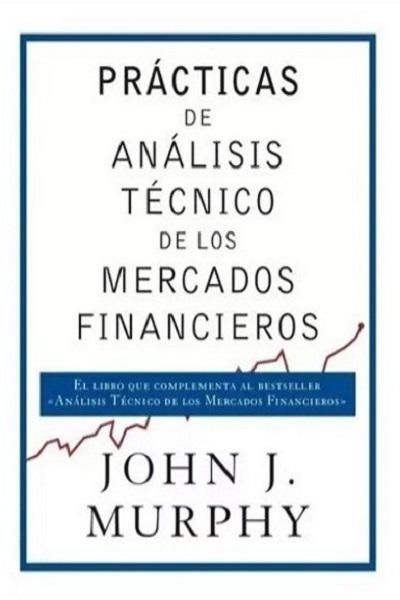 PRÁCTICAS
DE
ANÁLISIS
TÉCNICO
DE LOS
MERCADOS
FINANCIEROS
EL LIBRO QUE COMPLEMENTA AL BESTSELLER
«ANÁLISIS TÉCNICO DE LOS MERCADOS FINANCIEROS»
JOHN J.
MURPHY